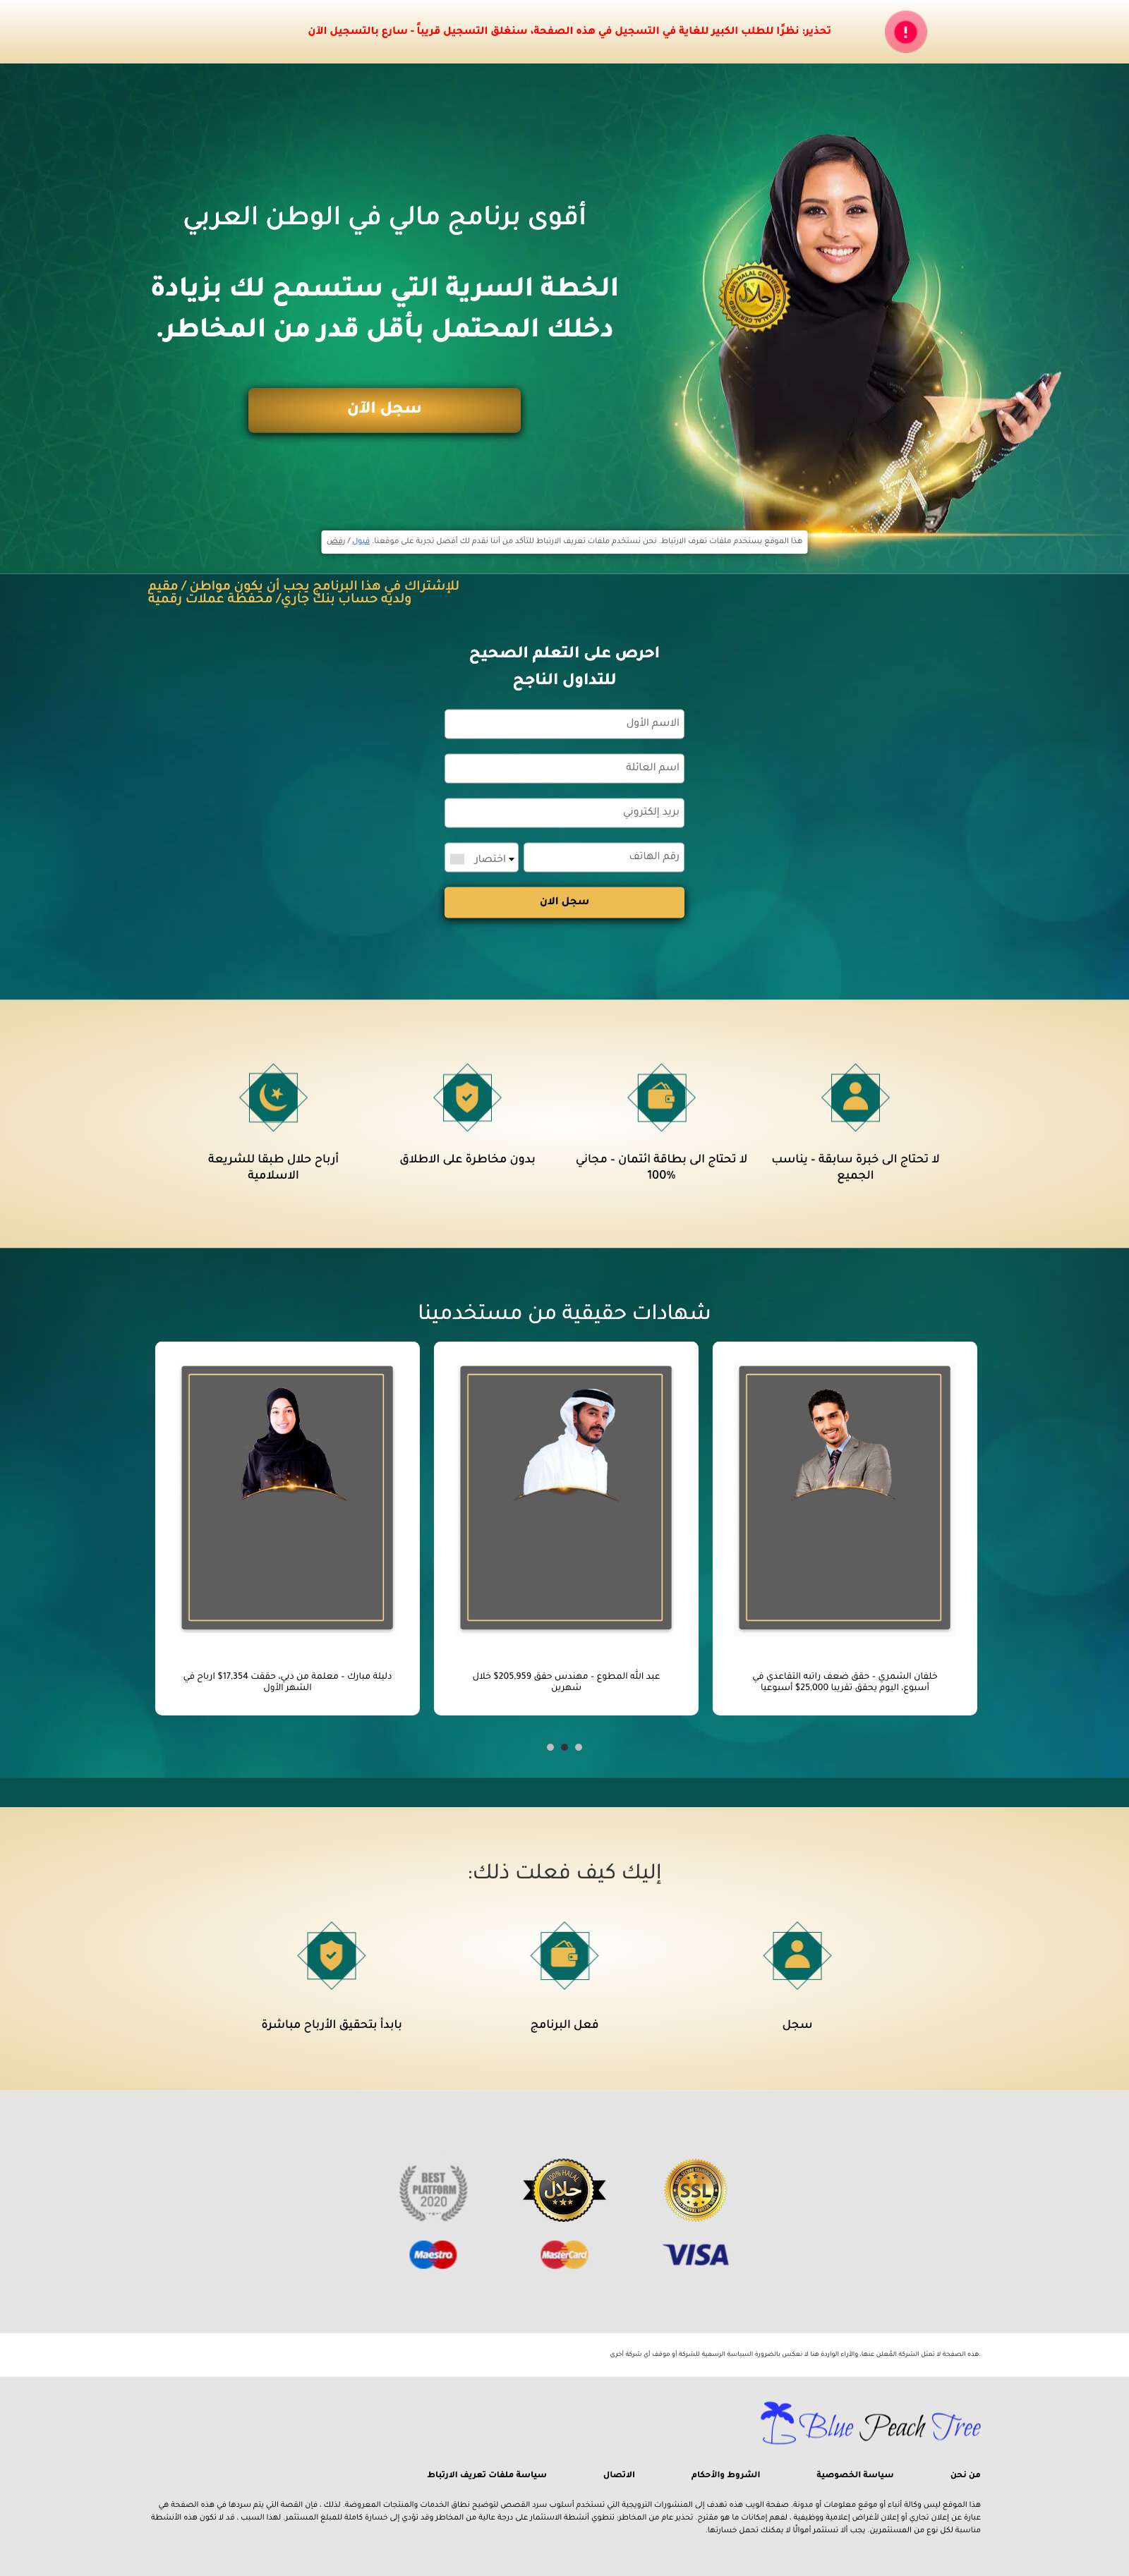 تحذير: نظرًا للطلب الكبير للغاية في التسجيل في هذه الصفحة، سنغلق التسجيل قريباً - سارع بالتسجيل الآن
أقوى برنامج مالي في الوطن العربي
الخطة السرية التي ستسمح لك بزيادة
دخلك المحتمل بأقل قدر من المخاطر.
100% HALAL CERTIFIED
حلال
سجل الآن
هذا الموقع يستخدم ملفات تعرف الارتباط. نحن نستخدم ملفات تعريف الارتباط للتأكد من أننا نقدم لك أفضل تجربة على موقعنا. قبول / رفض
للإشتراك في هذا البرنامج يجب أن يكون مواطن / مقيم
ولديه حساب بنك جاري/ محفظة عملات رقمية
احرص على التعلم الصحيح
للتداول الناجح
الاسم الأول
اسم العائلة
بريد إلكتروني
رقم الهاتف
اختصار
سجل الان
لا تحتاج الى خبرة سابقة - يناسب
الجميع
لا تحتاج الى بطاقة ائتمان - مجاني
100%
بدون مخاطرة على الاطلاق
أرباح حلال طبقا للشريعة
الاسلامية
شهادات حقيقية من مستخدمينا
خلفان الشمري - حقق ضعف راتبه التقاعدي في
أسبوع. اليوم يحقق تقريبا 25,000$ أسبوعيا
عبد الله المطوع - مهندس حقق 205,959$ خلال
شهرين
دليلة مبارك - معلمة من دبي، حققت 17,354$ ارباح في
الشهر الأول
إليك كيف فعلت ذلك:
سجل
فعل البرنامج
بابدأ بتحقيق الأرباح مباشرة
SSL
100% HALAL
حلال
BEST
PLATFORM
2020
VISA
MasterCard
Maestro
هذه الصفحة لا تمثل الشركة المُعلن عنها، والآراء الواردة هنا لا تعكس بالضرورة السياسة الرسمية للشركة أو موقف أي شركة أخرى.
Blue Peach Tree
من نحن
سياسة الخصوصية
الشروط والأحكام
الاتصال
سياسة ملفات تعريف الارتباط
هذا الموقع ليس وكالة أنباء أو موقع معلومات أو مدونة. صفحة الويب هذه تهدف إلى المنشورات الترويجية التي تستخدم أسلوب سرد القصص لتوضيح نطاق الخدمات والمنتجات المعروضة. لذلك ، فإن القصة التي يتم سردها في هذه الصفحة هي
عبارة عن إعلان تجاري أو إعلان لأغراض إعلامية ووظيفية ، لفهم إمكانات ما هو مقترح. تحذير عام من المخاطر: تنطوي أنشطة الاستثمار على درجة عالية من المخاطر وقد تؤدي إلى خسارة كاملة للمبلغ المستثمر. لهذا السبب ، قد لا تكون هذه الأنشطة
مناسبة لكل نوع من المستثمرين. يجب ألا تستثمر أموالًا لا يمكنك تحمل خسارتها.